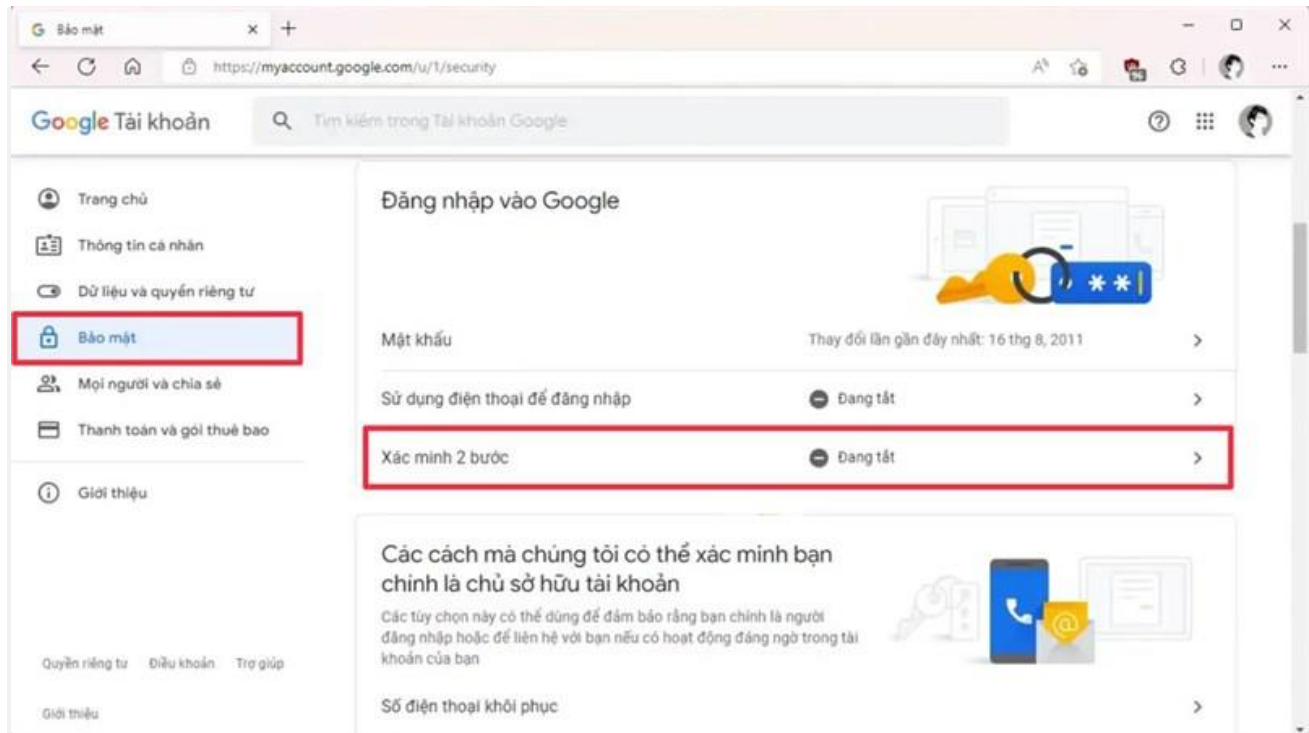 Bảo mật
https://myaccount.google.com/u/1/security
Google Tài khoản
Tìm kiếm trong Tài khoản Google
Trang chủ
Thông tin cá nhân
Dữ liệu và quyền riêng tư
Bảo mật
Mọi người và chia sẻ
Thanh toán và gói thuê bao
Giới thiệu
Quyền riêng tư Điều khoản Trợ giúp
Giới thiệu
Đăng nhập vào Google
**
Mật khẩu Thay đổi lần gần đây nhất: 16 thg 8, 2011
Sử dụng điện thoại để đăng nhập Đang tắt
Xác minh 2 bước Đang tắt
Các cách mà chúng tôi có thể xác minh bạn
chính là chủ sở hữu tài khoản
Các tùy chọn này có thể dùng để đảm bảo rằng bạn chính là người
đăng nhập hoặc để liên hệ với bạn nếu có hoạt động đáng ngờ trong tài
khoản của bạn
Số điện thoại khôi phục